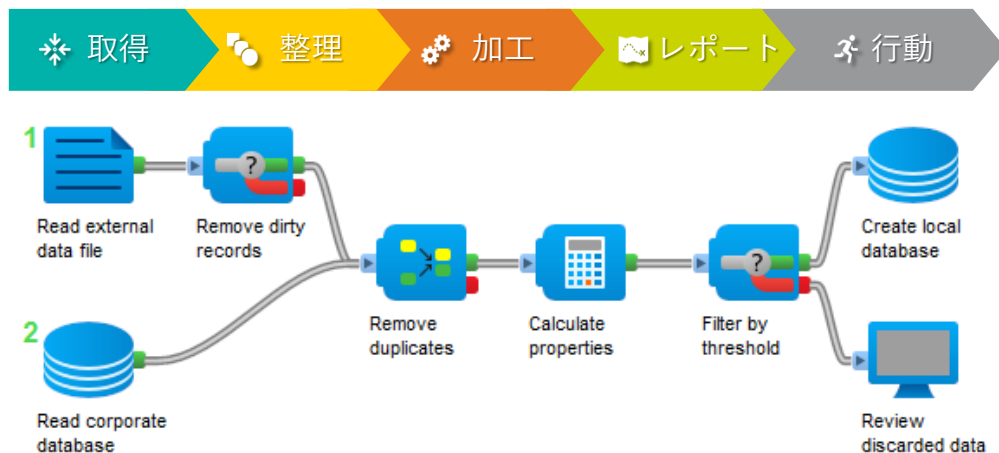 取得
整理
加工
レポート
行動
1
Read external
data file
?
Remove dirty
records
2
Read corporate
database
Remove
duplicates
Calculate
properties
?
Filter by
threshold
Create local
database
Review
discarded data